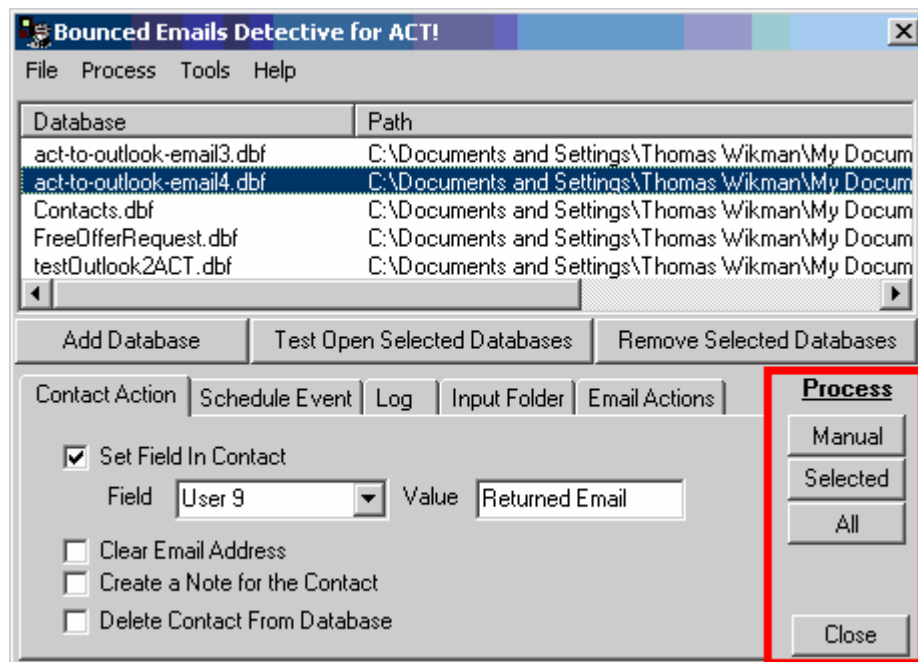 Bounced Emails Detective for ACT!
File Process Tools Help
Database Path
act-to-outlook-email3.dbf C:\Documents and Settings\Thomas Wikman\My Docum
act-to-outlook-email4.dbf C:\Documents and Settings\Thomas Wikman\My Docum
Contacts.dbf C:\Documents and Settings\Thomas Wikman\My Docum
FreeOfferRequest.dbf C:\Documents and Settings\Thomas Wikman\My Docum
testOutlook2ACT.dbf C:\Documents and Settings\Thomas Wikman\My Docum
Add Database Test Open Selected Databases Remove Selected Databases
Contact Action Schedule Event Log Input Folder Email Actions
Set Field In Contact
Field User 9 Value Returned Email
Clear Email Address
Create a Note for the Contact
Delete Contact From Database
Process
Manual
Selected
All
Close